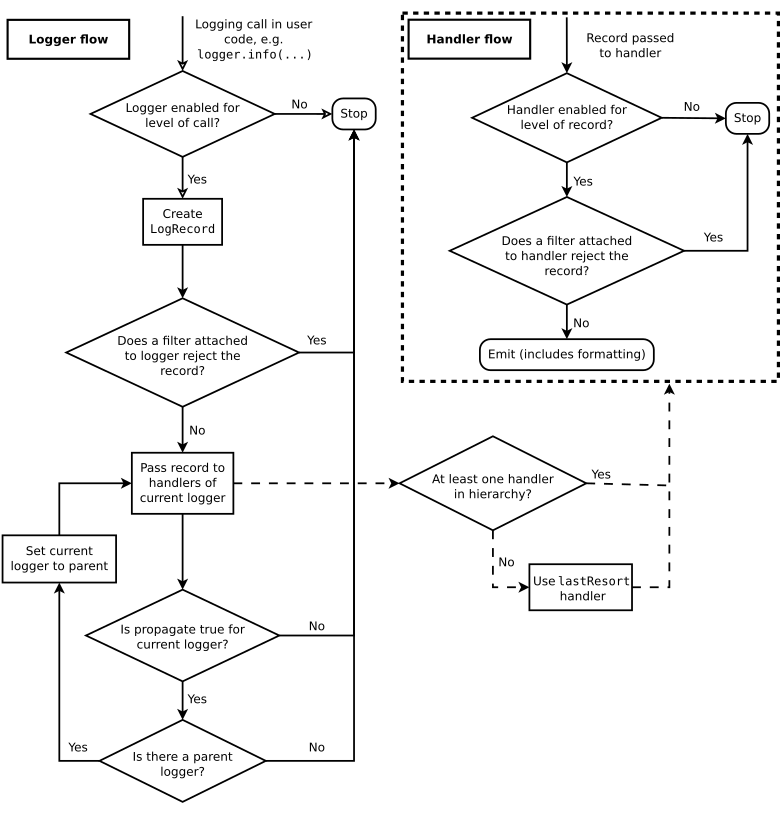 Logger flow
Logging call in user
code, e.g.
logger.info(...)
Logger enabled for
level of call?
No
Stop
Yes
Create
LogRecord
Does a filter attached
to logger reject the
record?
Yes
No
Pass record to
handlers of
current logger
Set current
logger to parent
Is propagate true for
current logger?
No
Yes
Is there a parent
logger?
Yes
No
At least one handler
in hierarchy?
Yes
No
Use lastResort
handler
Handler flow
Record passed
to handler
Handler enabled for
level of record?
No
Stop
Yes
Does a filter attached
to handler reject the
record?
Yes
No
Emit (includes formatting)